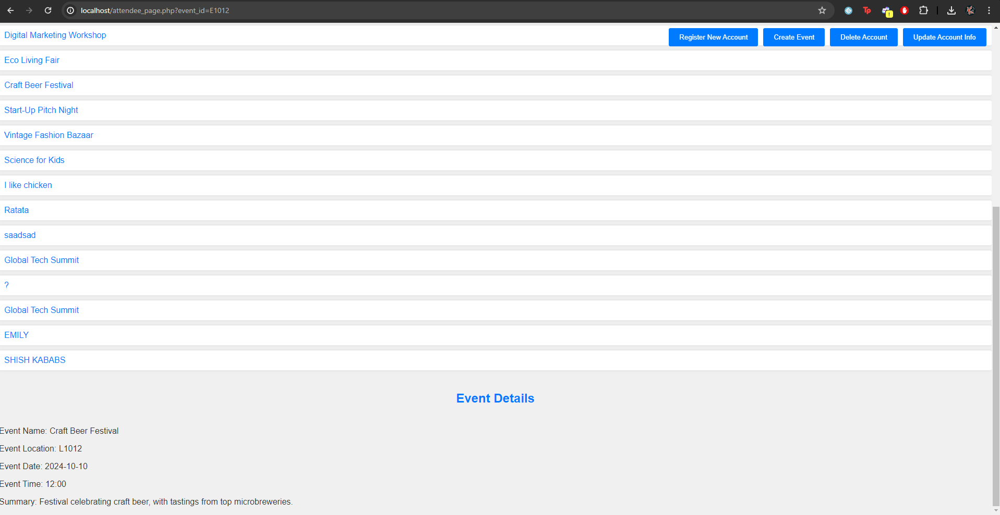 localhost/attendee_page.php?event_id=E1012
Tp
!
Digital Marketing Workshop
Register New Account
Create Event
Delete Account
Update Account Info
Eco Living Fair
Craft Beer Festival
Start-Up Pitch Night
Vintage Fashion Bazaar
Science for Kids
I like chicken
Ratata
saadsad
Global Tech Summit
?
Global Tech Summit
EMILY
SHISH KABABS
Event Details
Event Name: Craft Beer Festival
Event Location: L1012
Event Date: 2024-10-10
Event Time: 12:00
Summary: Festival celebrating craft beer, with tastings from top microbreweries.